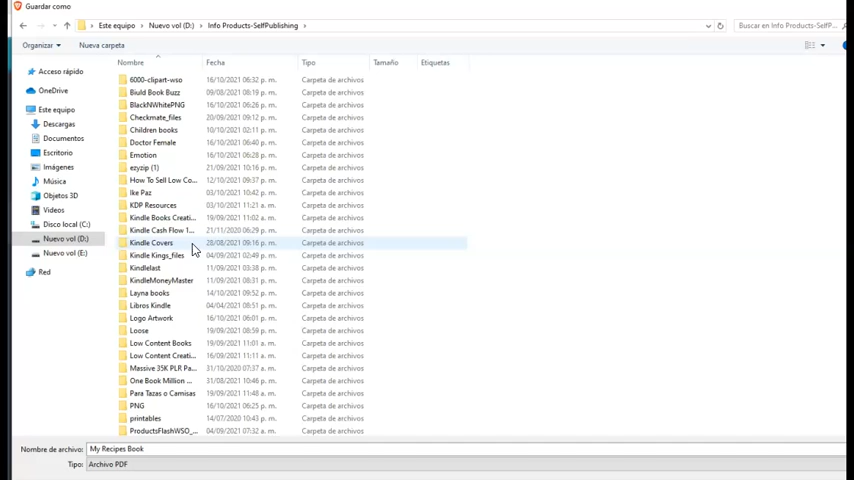 Guardar como
Este equipo › Nuevo vol (D:) › Info Products-SelfPublishing ›
Buscar en Info Products-SelfP...
Organizar Nueva carpeta
Nombre Fecha Tipo Tamaño Etiquetas
Acceso rápido
OneDrive
Este equipo
Descargas
Documentos
Escritorio
Imágenes
Música
Objetos 3D
Videos
Disco local (C:)
Nuevo vol (D:)
Nuevo vol (E:)
Red
6000-clipart-wso 16/10/2021 06:32 p. m. Carpeta de archivos
Biuld Book Buzz 09/08/2021 08:19 p. m. Carpeta de archivos
BlackNWhitePNG 16/10/2021 06:26 p. m. Carpeta de archivos
Checkmate_files 20/09/2021 09:12 p. m. Carpeta de archivos
Children books 10/10/2021 02:11 p. m. Carpeta de archivos
Doctor Female 16/10/2021 06:40 p. m. Carpeta de archivos
Emotion 16/10/2021 06:28 p. m. Carpeta de archivos
ezyzip (1) 21/09/2021 10:16 p. m. Carpeta de archivos
How To Sell Low Co... 12/10/2021 09:37 p. m. Carpeta de archivos
Ike Paz 03/10/2021 10:42 p. m. Carpeta de archivos
KDP Resources 03/10/2021 11:21 a. m. Carpeta de archivos
Kindle Books Creati... 19/09/2021 11:02 a. m. Carpeta de archivos
Kindle Cash Flow 1... 21/11/2020 06:29 p. m. Carpeta de archivos
Kindle Covers 28/08/2021 09:16 p. m. Carpeta de archivos
Kindle Kings_files 04/09/2021 02:49 p. m. Carpeta de archivos
Kindlelast 11/09/2021 03:38 p. m. Carpeta de archivos
KindleMoneyMaster 11/09/2021 08:31 p. m. Carpeta de archivos
Layna books 14/10/2021 09:52 p. m. Carpeta de archivos
Libros Kindle 04/04/2021 08:51 p. m. Carpeta de archivos
Logo Artwork 16/10/2021 06:01 p. m. Carpeta de archivos
Loose 19/09/2021 08:59 p. m. Carpeta de archivos
Low Content Books 19/09/2021 11:01 a. m. Carpeta de archivos
Low Content Creati... 16/09/2021 11:11 a. m. Carpeta de archivos
Massive 35K PLR Pa... 31/10/2020 07:37 a. m. Carpeta de archivos
One Book Million ... 31/08/2021 10:46 p. m. Carpeta de archivos
Para Tazas o Camisas 19/09/2021 11:48 a. m. Carpeta de archivos
PNG 16/10/2021 06:25 p. m. Carpeta de archivos
printables 14/07/2020 10:43 p. m. Carpeta de archivos
ProductsFlashWSO_... 04/09/2021 07:32 a. m. Carpeta de archivos
Nombre de archivo: My Recipes Book
Tipo: Archivo PDF